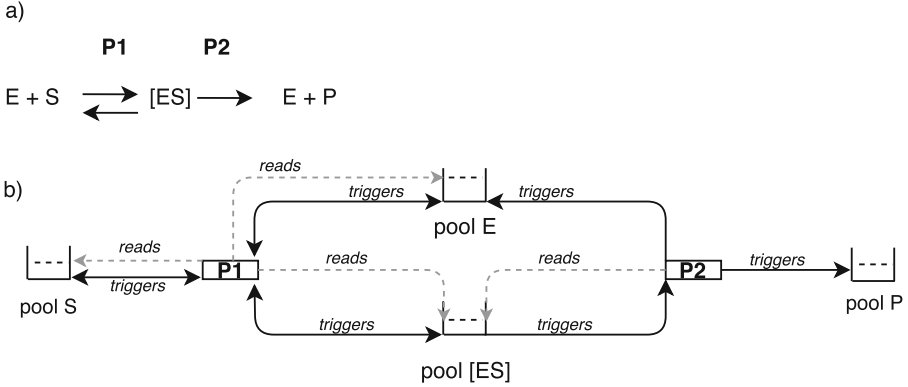 a)
P1 P2
E + S [ES] E + P
b)
reads
triggers triggers
pool E
reads P1 reads reads P2 triggers
triggers
pool S pool P
triggers triggers
pool [ES]